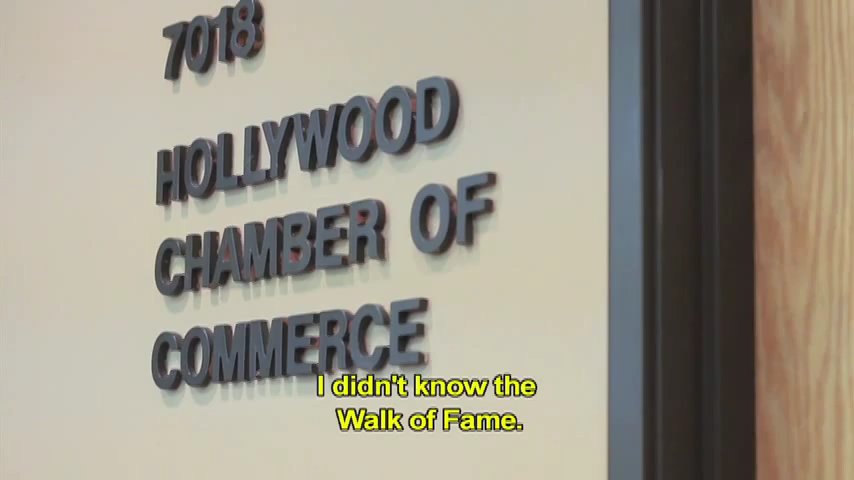 7018
HOLLYWOOD
CHAMBER OF
COMMERCE
I didn't know the
Walk of Fame.